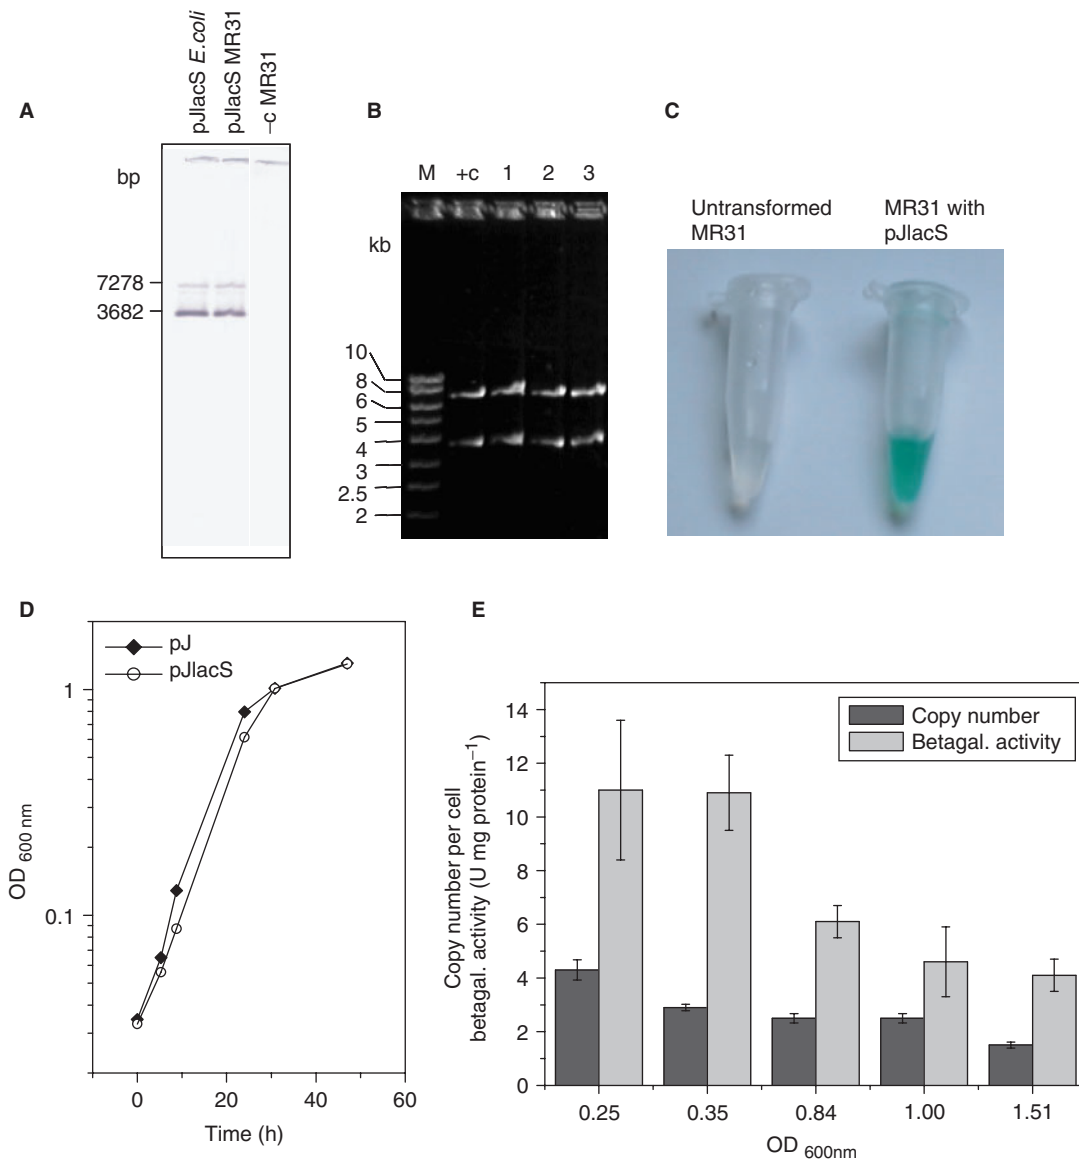 A
pJlacS E.coli
pJlacS MR31
–c MR31
bp
7278
3682
B
M +c 1 2 3
kb
10
8
6
5
4
3
2.5
2
C
Untransformed
MR31
MR31 with
pJlacS
D
pJ
pJlacS
1
0.1
OD 600 nm
0 20 40 60
Time (h)
E
Copy number
Betagal. activity
Copy number per cell
betagal. activity (U mg protein–1)
14
12
10
8
6
4
2
0
0.25 0.35 0.84 1.00 1.51
OD 600nm